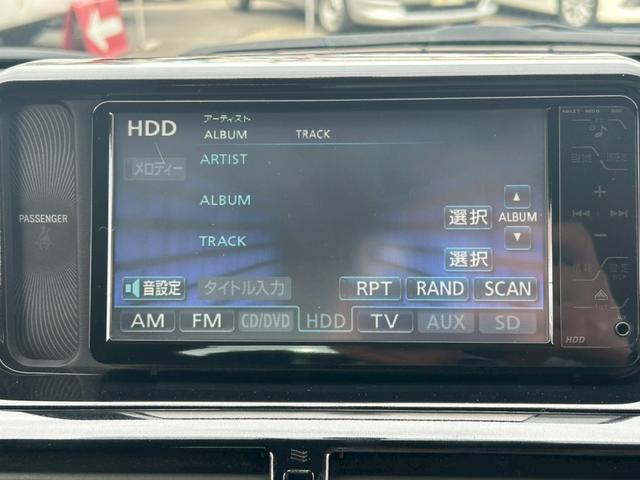 HDD
アーティスト
ALBUM TRACK
メロディー
ARTIST
ALBUM
選択 ALBUM
TRACK
選択
音設定 タイトル入力 RPT RAND SCAN
AM FM CD/DVD HDD TV AUX SD
PASSENGER
HDD